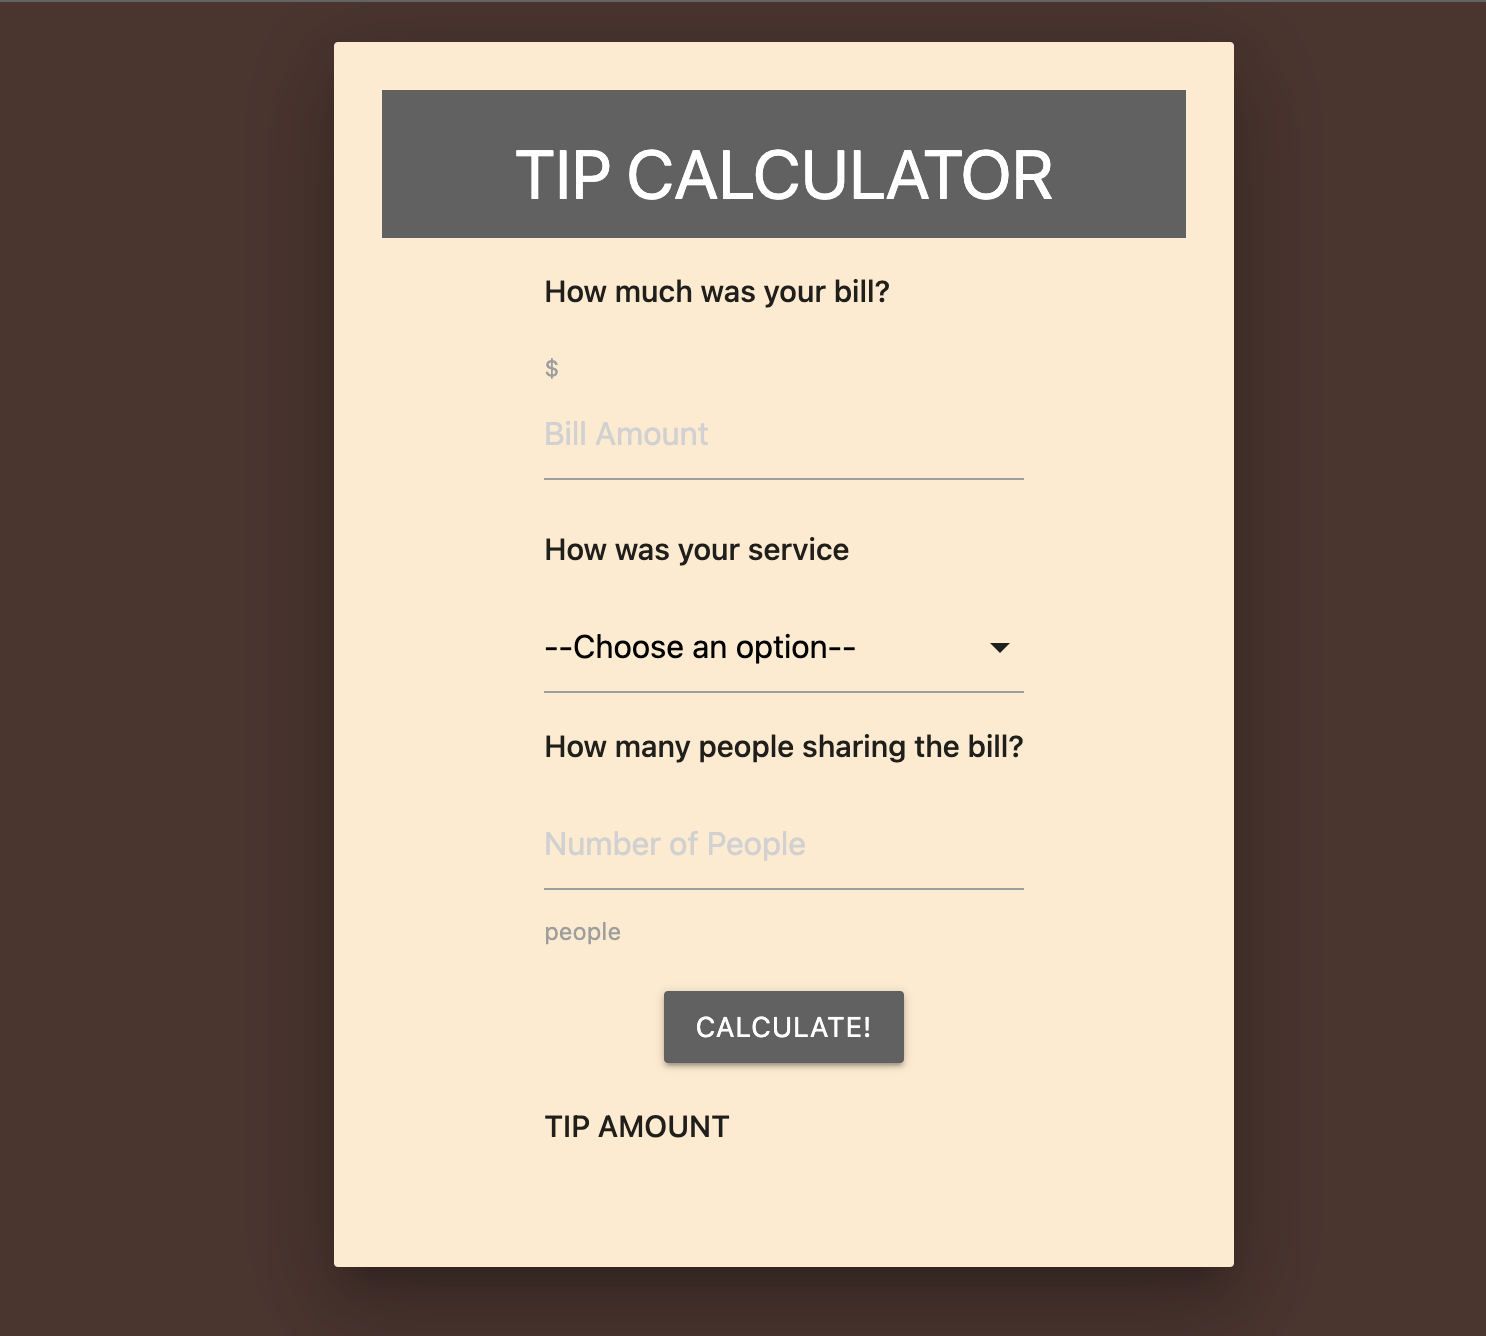 TIP CALCULATOR
How much was your bill?
$
Bill Amount
How was your service
--Choose an option--
How many people sharing the bill?
Number of People
people
CALCULATE!
TIP AMOUNT